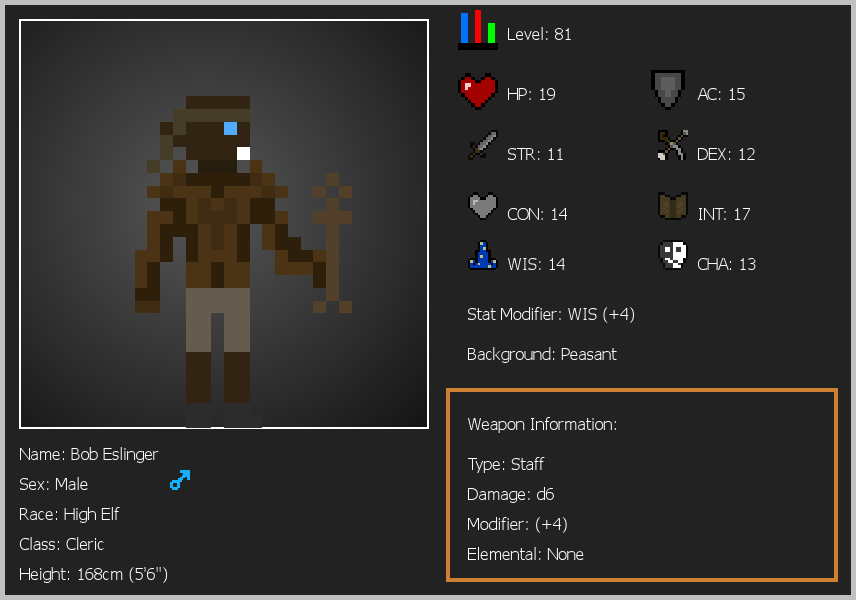 Level: 81
HP: 19
AC: 15
STR: 11
DEX: 12
CON: 14
INT: 17
WIS: 14
CHA: 13
Stat Modifier: WIS (+4)
Background: Peasant
Weapon Information:
Type: Staff
Damage: d6
Modifier: (+4)
Elemental: None
Name: Bob Eslinger
Sex: Male
Race: High Elf
Class: Cleric
Height: 168cm (5'6")